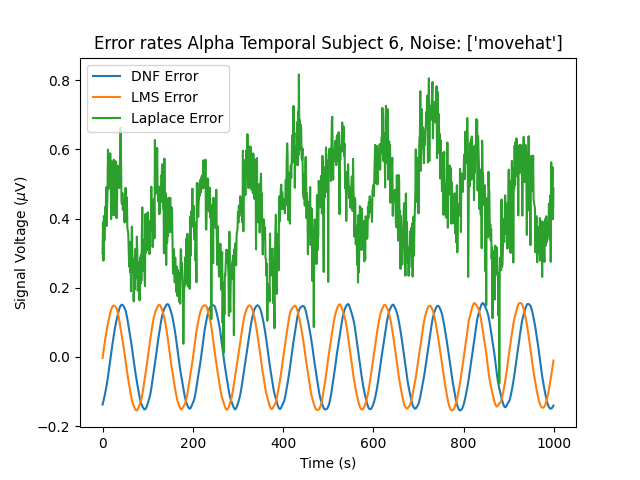 Error rates Alpha Temporal Subject 6, Noise: ['movehat']
DNF Error
LMS Error
Laplace Error
Signal Voltage (μV)
0.8
0.6
0.4
0.2
0.0
−0.2
0
200
400
600
800
1000
Time (s)